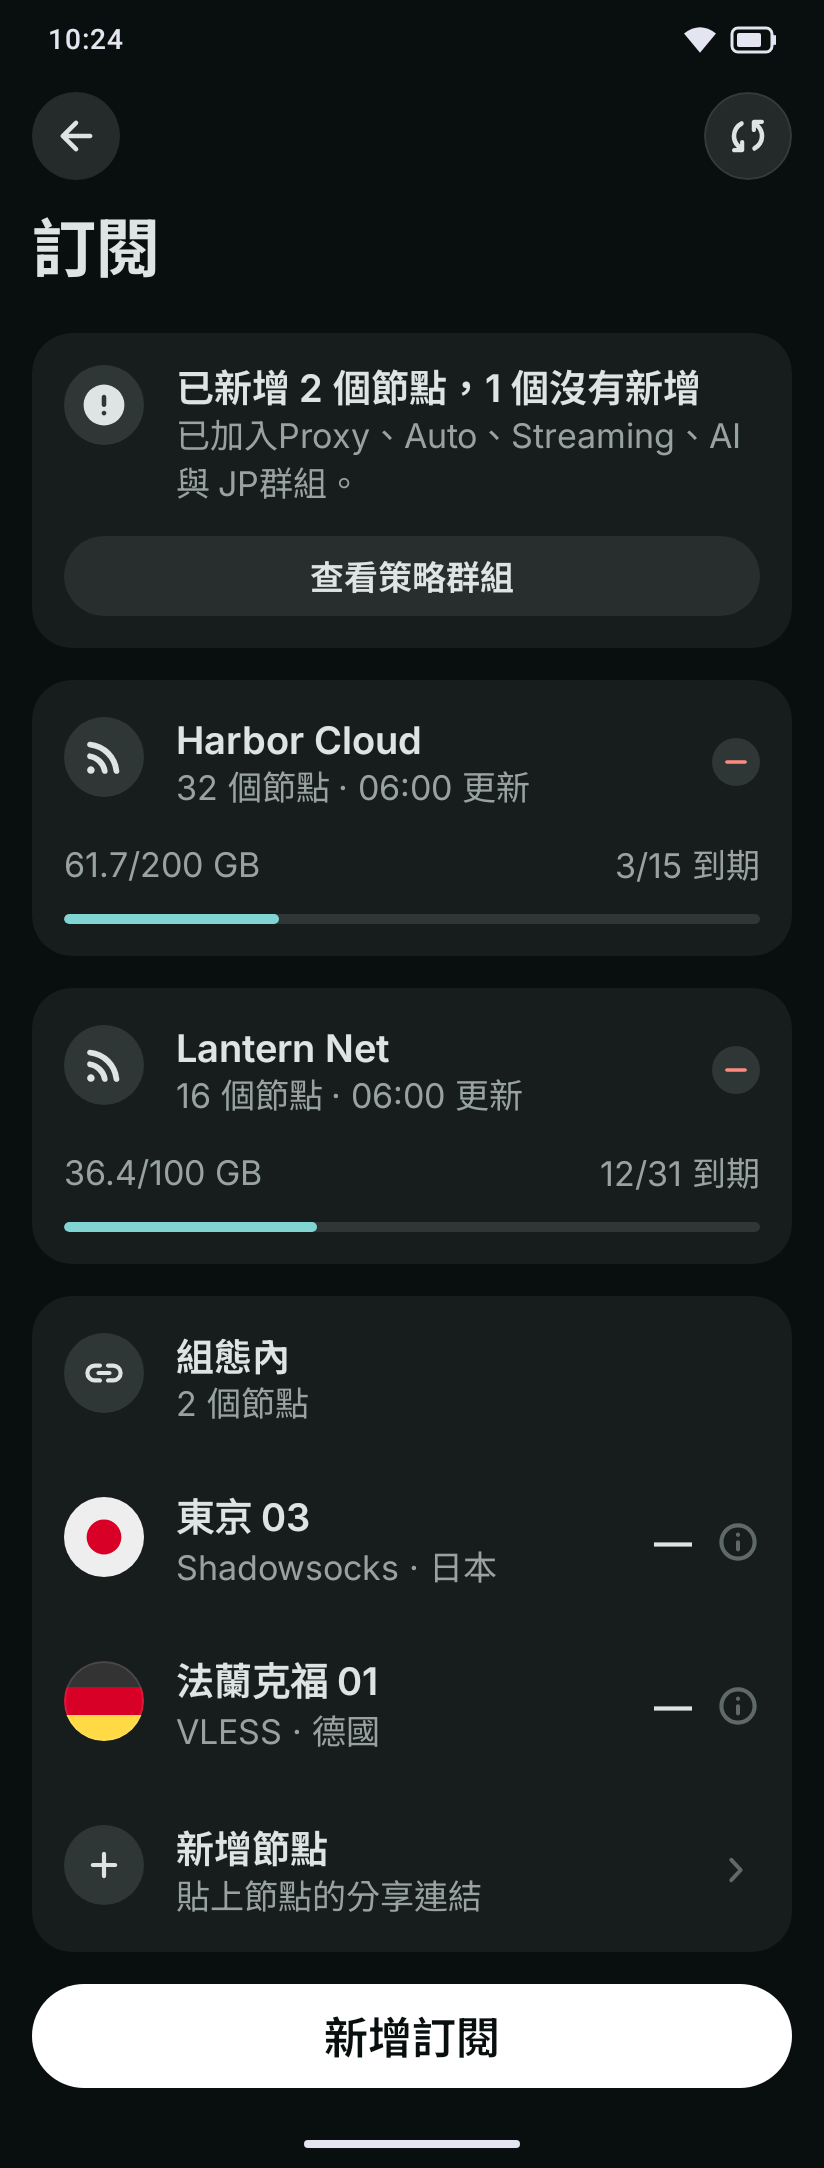 10:24
訂閱
已新增 2 個節點，1 個沒有新增
已加入Proxy、Auto、Streaming、AI
與 JP群組。
查看策略群組
Harbor Cloud
32 個節點 · 06:00 更新
61.7/200 GB
3/15 到期
Lantern Net
16 個節點 · 06:00 更新
36.4/100 GB
12/31 到期
組態內
2 個節點
東京 03
Shadowsocks · 日本
—
法蘭克福 01
VLESS · 德國
—
新增節點
貼上節點的分享連結
新增訂閱